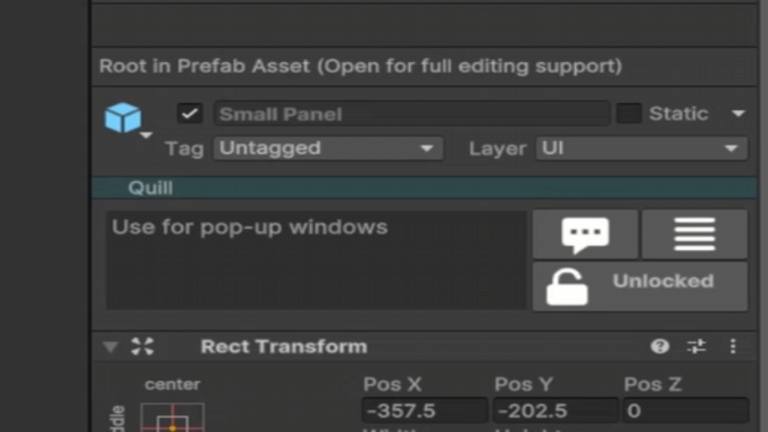 Root in Prefab Asset (Open for full editing support)
Small Panel Static
Tag Untagged Layer UI
Quill
Use for pop-up windows
Unlocked
Rect Transform
center Pos X Pos Y Pos Z
-357.5 -202.5 0